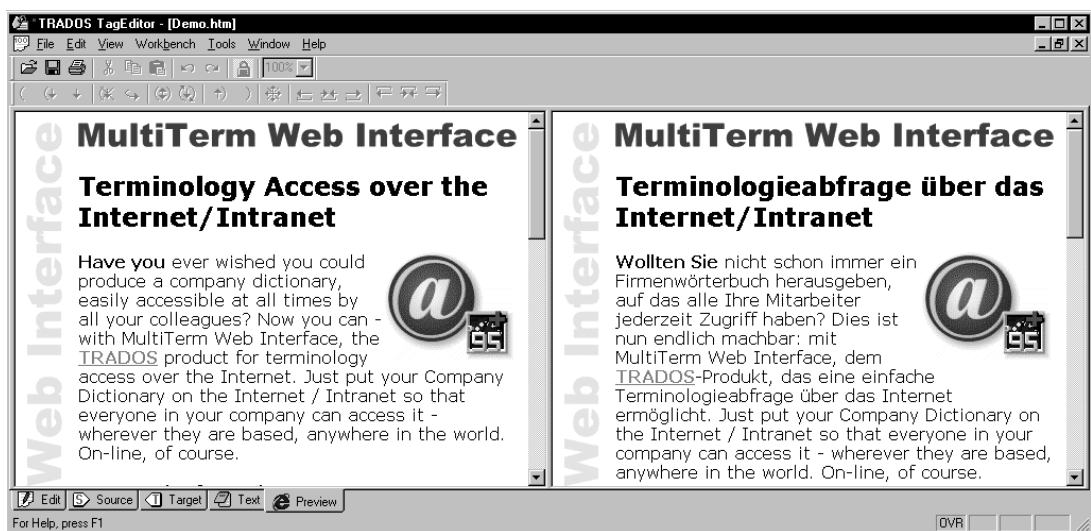 TRADOS TagEditor - [Demo.htm]
File Edit View Workbench Tools Window Help
100%
Web Interface
MultiTerm Web Interface
Terminology Access over the
Internet/Intranet
Have you ever wished you could
produce a company dictionary,
easily accessible at all times by
all your colleagues? Now you can -
with MultiTerm Web Interface, the
TRADOS product for terminology
access over the Internet. Just put your Company
Dictionary on the Internet / Intranet so that
everyone in your company can access it -
wherever they are based, anywhere in the world.
On-line, of course.
Web Interface
MultiTerm Web Interface
Terminologieabfrage über das
Internet/Intranet
Wollten Sie nicht schon immer ein
Firmenwörterbuch herausgeben,
auf das alle Ihre Mitarbeiter
jederzeit Zugriff haben? Dies ist
nun endlich machbar: mit
MultiTerm Web Interface, dem
TRADOS-Produkt, das eine einfache
Terminologieabfrage über das Internet
ermöglicht. Just put your Company Dictionary on
the Internet / Intranet so that everyone in your
company can access it - wherever they are based,
anywhere in the world. On-line, of course.
Edit Source Target Text Preview
For Help, press F1
OVR